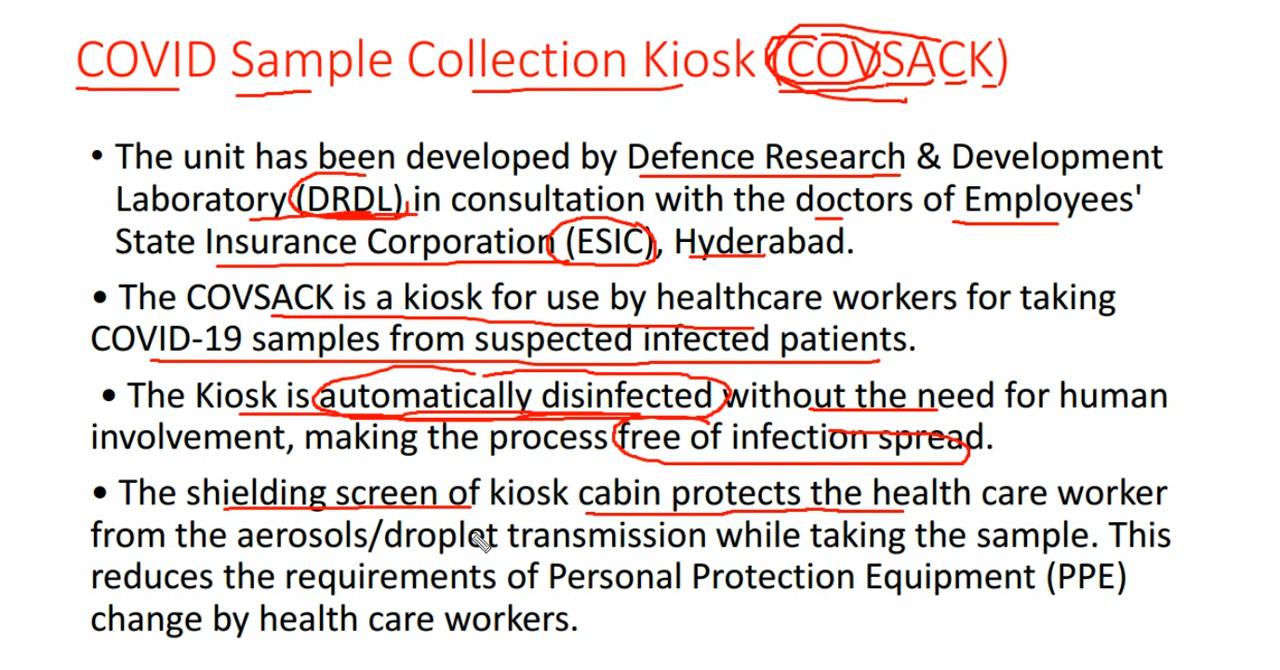 COVID Sample Collection Kiosk (COVSACK)
• The unit has been developed by Defence Research & Development
Laboratory (DRDL) in consultation with the doctors of Employees'
State Insurance Corporation (ESIC), Hyderabad.
• The COVSACK is a kiosk for use by healthcare workers for taking
COVID-19 samples from suspected infected patients.
• The Kiosk is automatically disinfected without the need for human
involvement, making the process free of infection spread.
• The shielding screen of kiosk cabin protects the health care worker
from the aerosols/droplet transmission while taking the sample. This
reduces the requirements of Personal Protection Equipment (PPE)
change by health care workers.